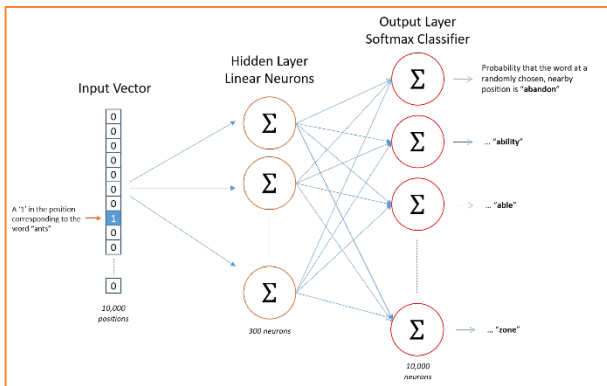 Output Layer
Softmax Classifier
Hidden Layer
Linear Neurons
Input Vector
Probability that the word at a
randomly chosen, nearby
position is "abandon"
0
0
0
0
0
0
0
1
0
0
0
A '1' in the position
corresponding to the
word "ants"
10,000
positions
Σ
Σ
Σ
300 neurons
Σ
Σ
Σ
Σ
10,000
neurons
... "ability"
... "able"
... "zone"